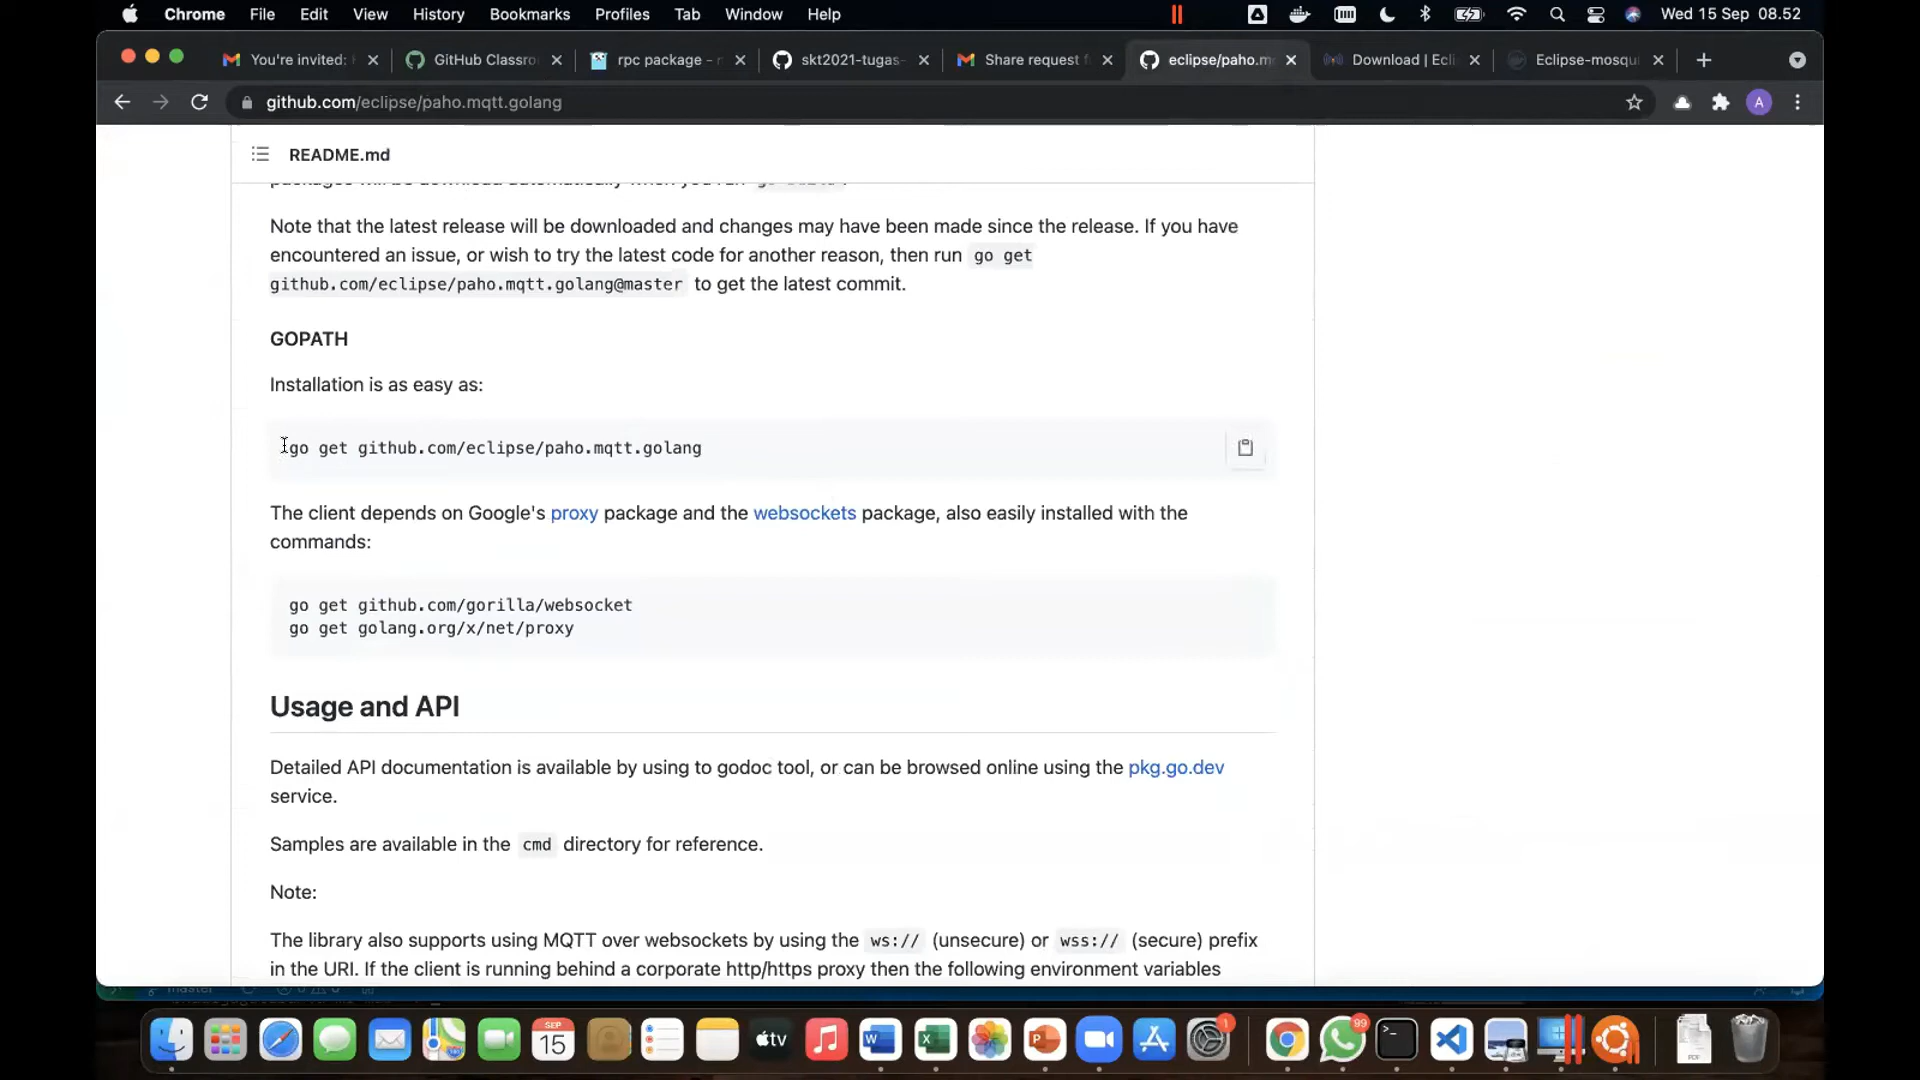 Chrome File Edit View History Bookmarks Profiles Tab Window Help Wed 15 Sep 08.52
You're invited: GitHub Classro rpc package - skt2021-tugas- Share request eclipse/paho.m Download | Ecli Eclipse-mosqui
github.com/eclipse/paho.mqtt.golang A
README.md
Note that the latest release will be downloaded and changes may have been made since the release. If you have
encountered an issue, or wish to try the latest code for another reason, then run go get
github.com/eclipse/paho.mqtt.golang@master to get the latest commit.
GOPATH
Installation is as easy as:
go get github.com/eclipse/paho.mqtt.golang
The client depends on Google's proxy package and the websockets package, also easily installed with the
commands:
go get github.com/gorilla/websocket
go get golang.org/x/net/proxy
Usage and API
Detailed API documentation is available by using to godoc tool, or can be browsed online using the pkg.go.dev
service.
Samples are available in the cmd directory for reference.
Note:
The library also supports using MQTT over websockets by using the ws:// (unsecure) or wss:// (secure) prefix
in the URI. If the client is running behind a corporate http/https proxy then the following environment variables
SEP
15
tv
1
99
PDF